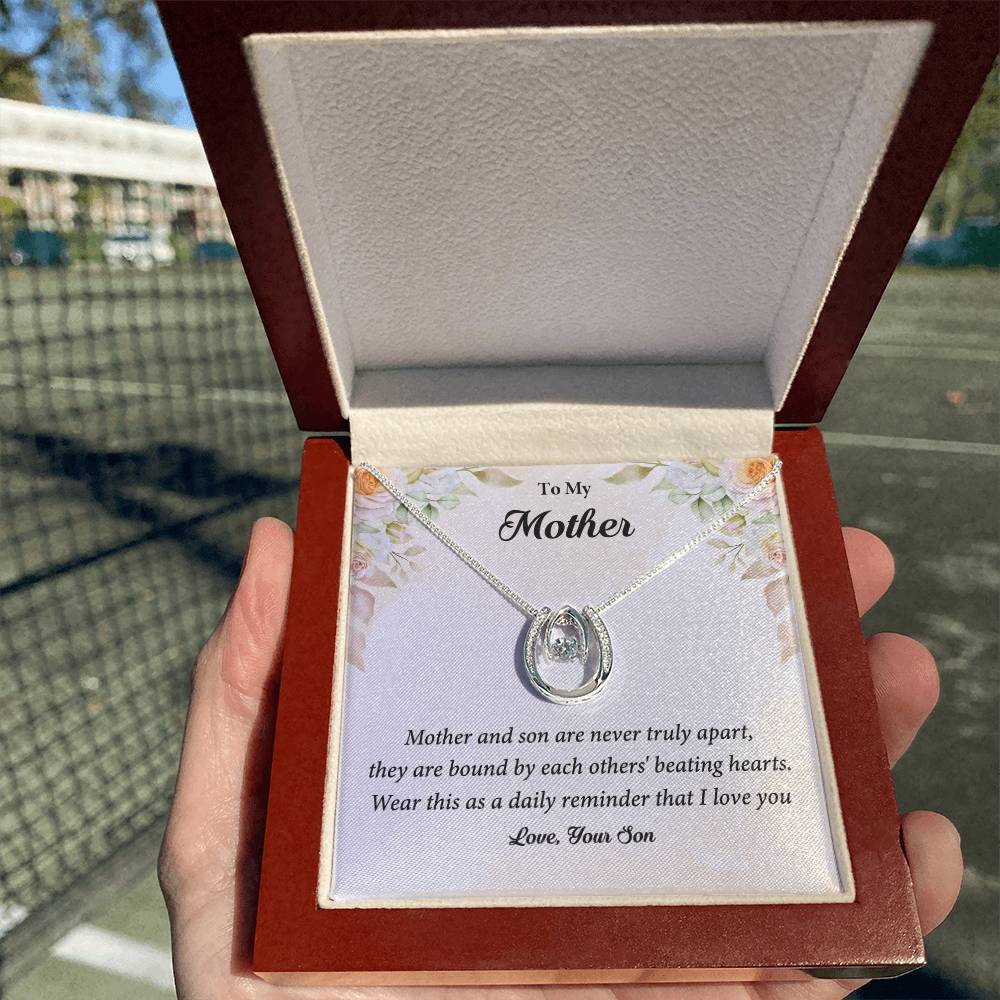 To My
Mother
Mother and son are never truly apart,
they are bound by each others' beating hearts.
Wear this as a daily reminder that I love you
Love, Your Son